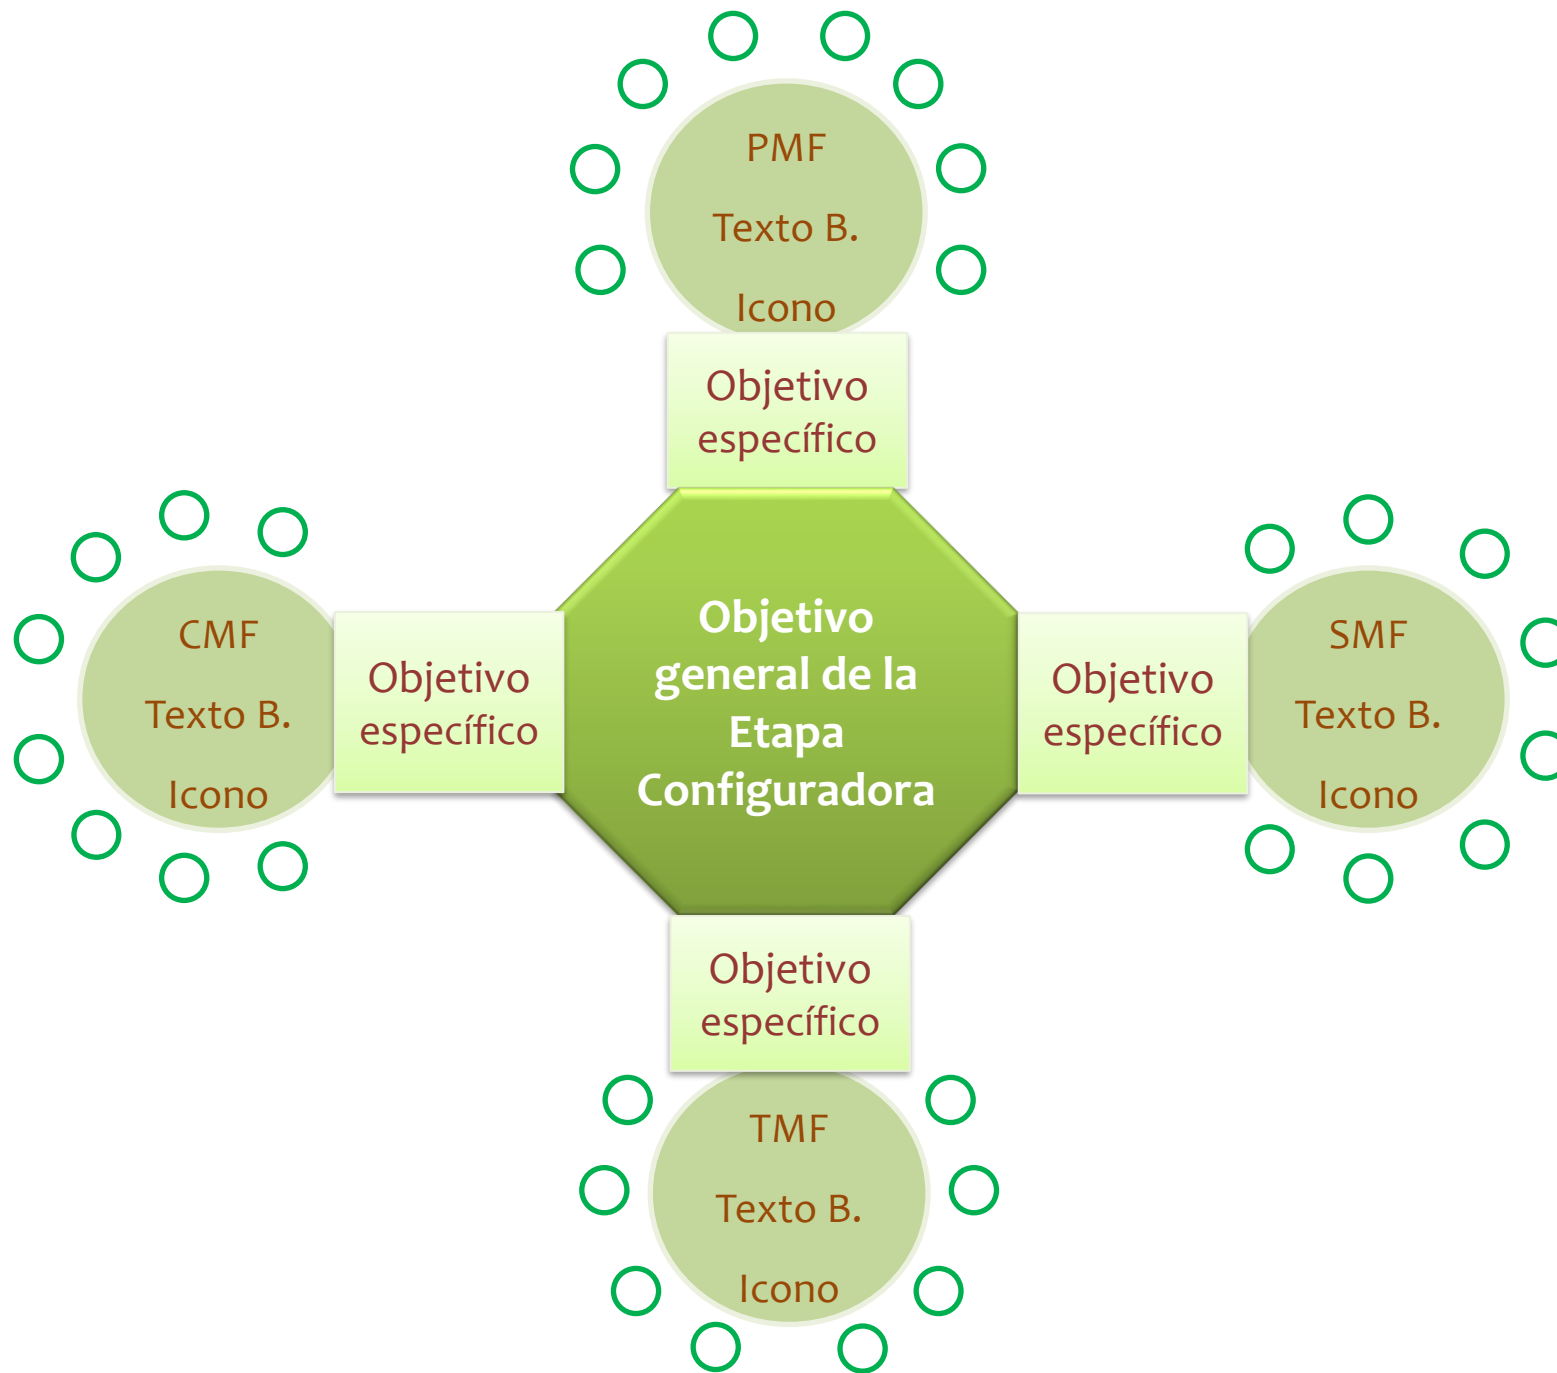 PMF
Texto B.
Icono
Objetivo
específico
CMF
Texto B.
Icono
Objetivo
específico
Objetivo
general de la
Etapa
Configuradora
Objetivo
específico
SMF
Texto B.
Icono
Objetivo
específico
TMF
Texto B.
Icono